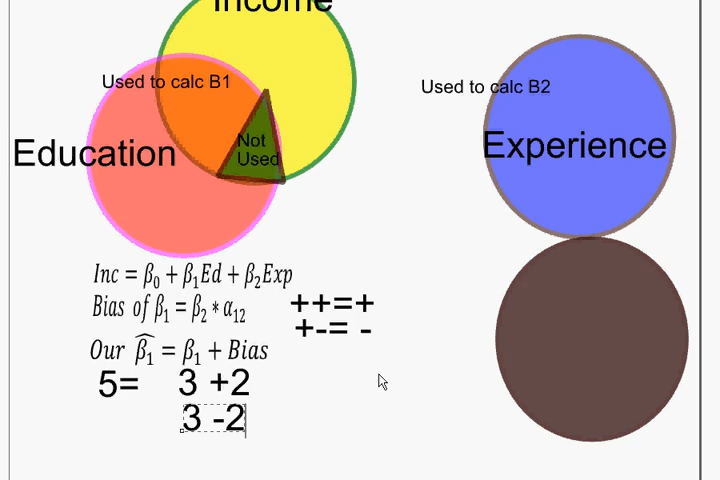 Income
Used to calc B1
Used to calc B2
Not
Used
Education
Experience
Inc = β₀ + β₁Ed + β₂Exp
Bias of β₁ = β₂ * α₁₂
++=+
+-= -
Our β̂₁ = β₁ + Bias
5= 3 +2
3 -2